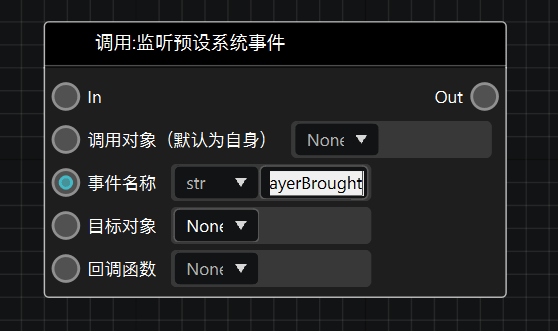 调用:监听预设系统事件
In Out
调用对象（默认为自身） None
事件名称 str ayerBrought
目标对象 None
回调函数 None